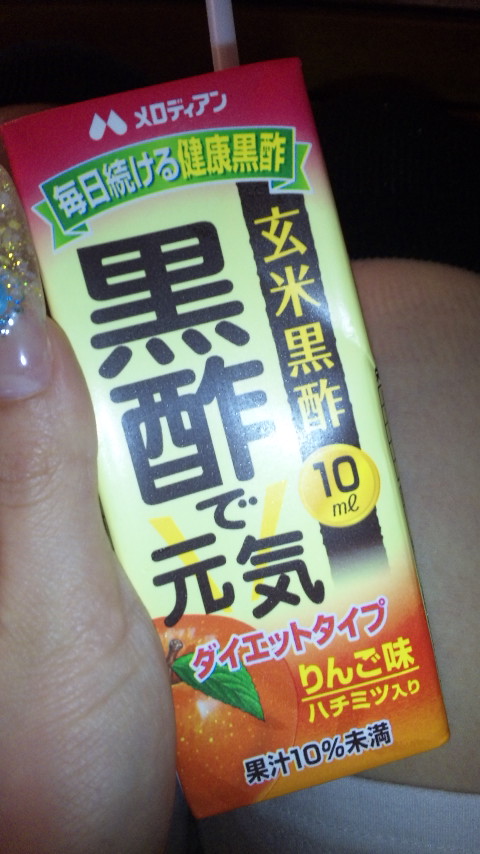 メロディアン
毎日続ける健康黒酢
玄米黒酢
10
ml
黒酢で
元気
ダイエットタイプ
りんご味
ハチミツ入り
果汁10%未満